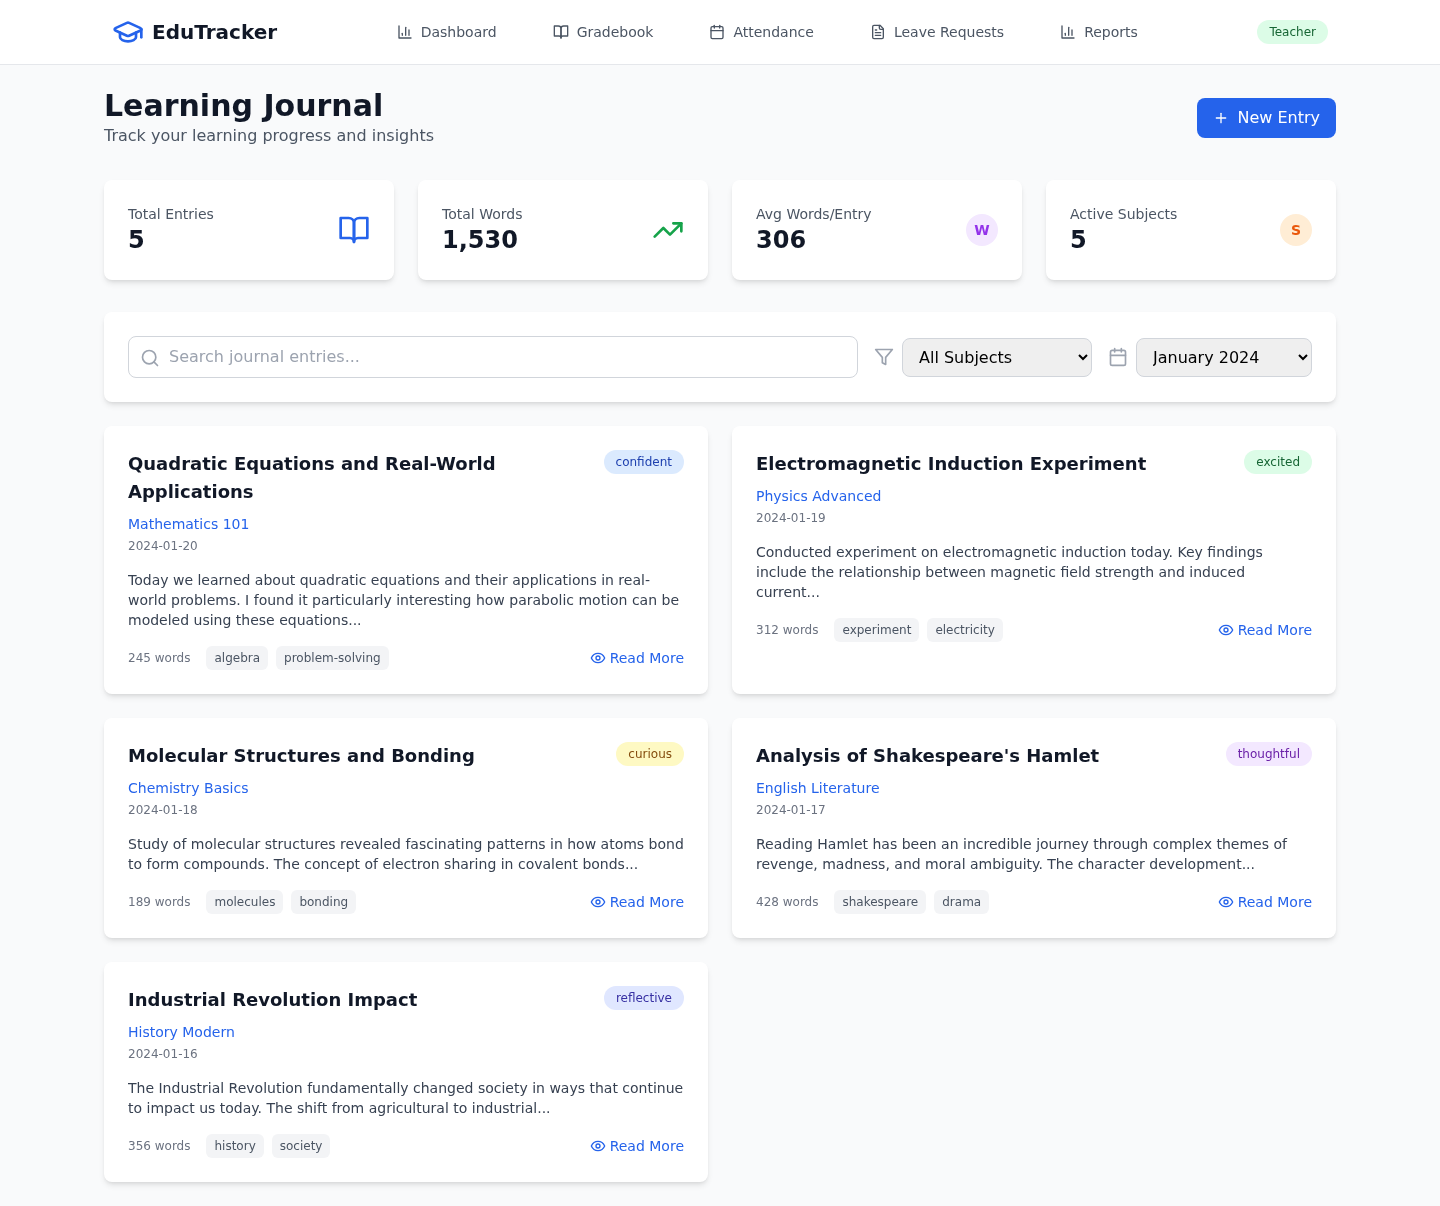 EduTracker
Dashboard
Gradebook
Attendance
Leave Requests
Reports
Teacher
Learning Journal
Track your learning progress and insights
New Entry
Total Entries
5
Total Words
1,530
Avg Words/Entry
306
W
Active Subjects
5
S
Search journal entries...
All Subjects
January 2024
Quadratic Equations and Real-World
Applications
confident
Mathematics 101
2024-01-20
Today we learned about quadratic equations and their applications in real-
world problems. I found it particularly interesting how parabolic motion can be
modeled using these equations...
245 words
algebra
problem-solving
Read More
Electromagnetic Induction Experiment
excited
Physics Advanced
2024-01-19
Conducted experiment on electromagnetic induction today. Key findings
include the relationship between magnetic field strength and induced
current...
312 words
experiment
electricity
Read More
Molecular Structures and Bonding
curious
Chemistry Basics
2024-01-18
Study of molecular structures revealed fascinating patterns in how atoms bond
to form compounds. The concept of electron sharing in covalent bonds...
189 words
molecules
bonding
Read More
Analysis of Shakespeare's Hamlet
thoughtful
English Literature
2024-01-17
Reading Hamlet has been an incredible journey through complex themes of
revenge, madness, and moral ambiguity. The character development...
428 words
shakespeare
drama
Read More
Industrial Revolution Impact
reflective
History Modern
2024-01-16
The Industrial Revolution fundamentally changed society in ways that continue
to impact us today. The shift from agricultural to industrial...
356 words
history
society
Read More